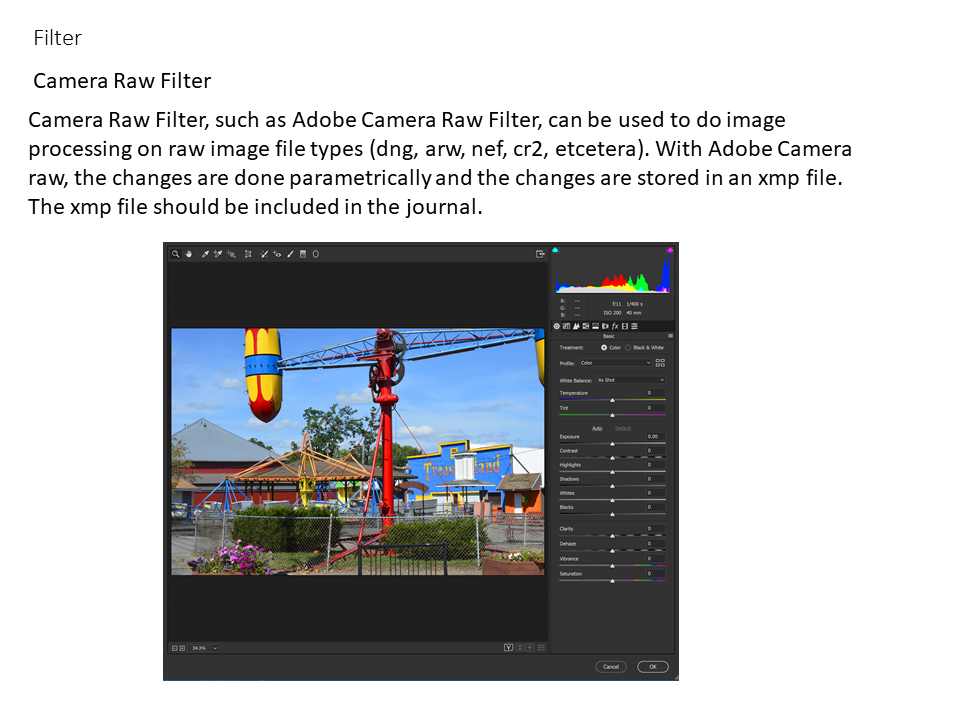 Filter
Camera Raw Filter
Camera Raw Filter, such as Adobe Camera Raw Filter, can be used to do image
processing on raw image file types (dng, arw, nef, cr2, etcetera). With Adobe Camera
raw, the changes are done parametrically and the changes are stored in an xmp file.
The xmp file should be included in the journal.
R: ---
G: ---
B: ---
f/11 1/400 s
ISO 200 40 mm
fx
Basic
Treatment: Color Black & White
Profile: Color
White Balance: As Shot
Temperature 0
Tint 0
Auto Default
Exposure 0.00
Contrast 0
Highlights 0
Shadows 0
Whites 0
Blacks 0
Clarity 0
Dehaze 0
Vibrance 0
Saturation 0
34.3%
Y
Cancel OK